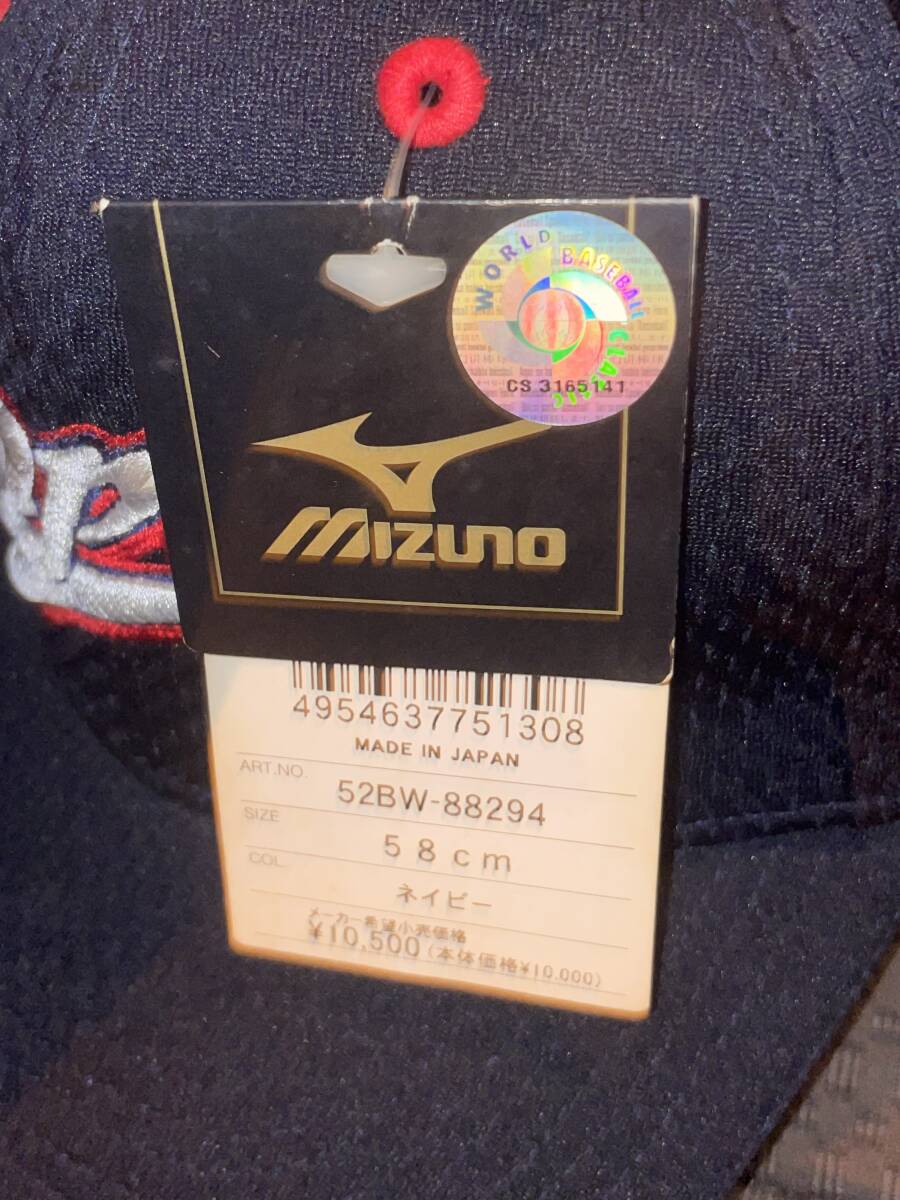 WORLD BASEBALL CLASSIC
CS 3165141
MIZUNO
4954637751308
MADE IN JAPAN
ART.NO. 52BW-88294
SIZE 58cm
COL. ネイビー
メーカー希望小売価格
¥10,500(本体価格¥10,000)